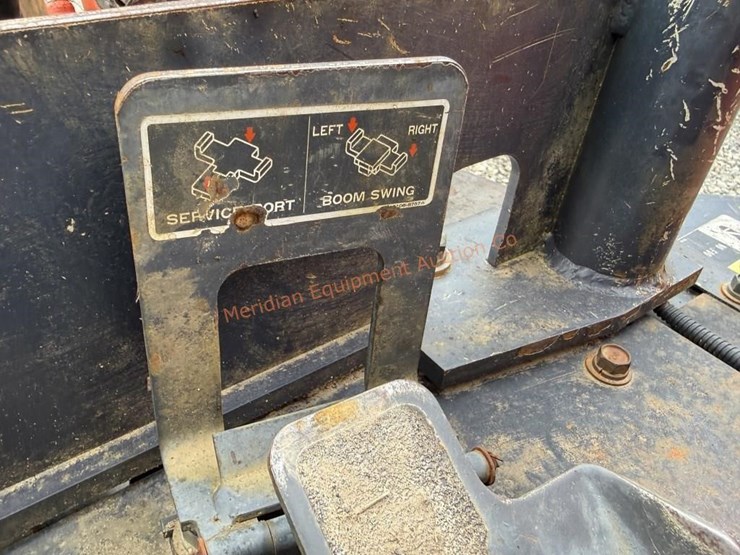 LEFT RIGHT
SERVICE PORT BOOM SWING
Meridian Equipment Auction Co